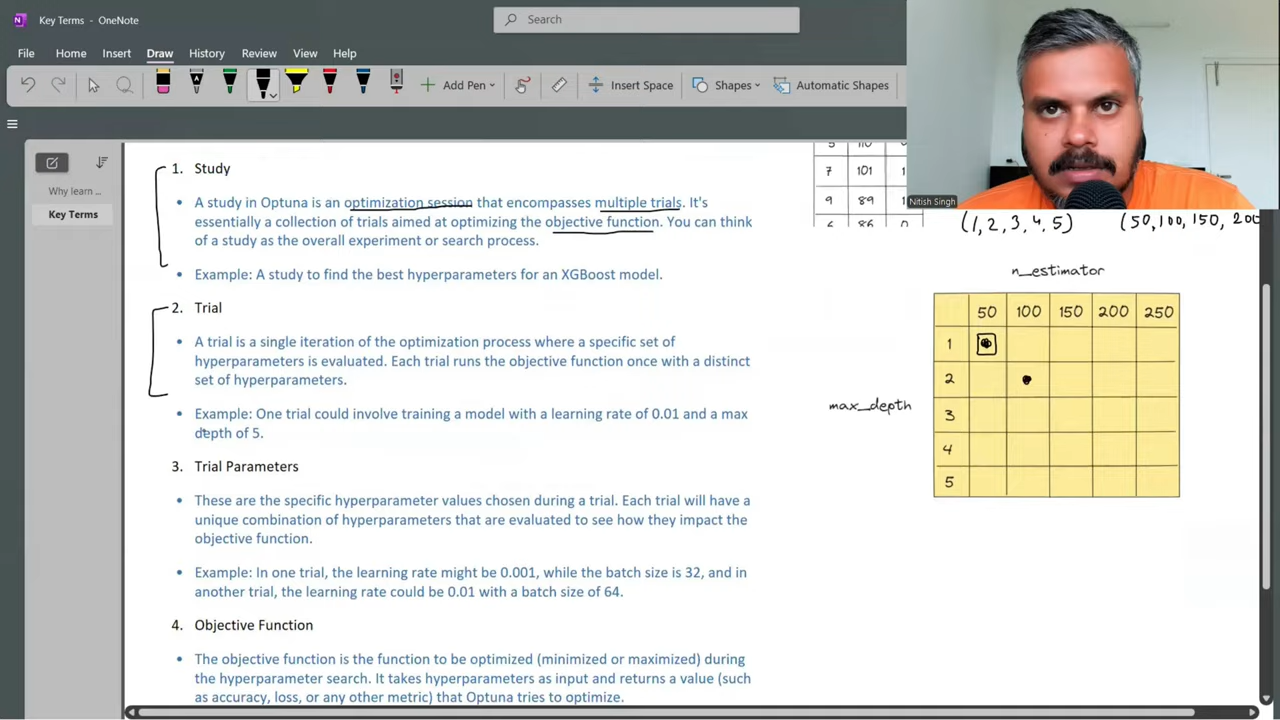 Key Terms - OneNote
Search
File Home Insert Draw History Review View Help
Add Pen Insert Space Shapes Automatic Shapes
Why learn ...
Key Terms
1. Study
• A study in Optuna is an optimization session that encompasses multiple trials. It's
essentially a collection of trials aimed at optimizing the objective function. You can think
of a study as the overall experiment or search process.
• Example: A study to find the best hyperparameters for an XGBoost model.
2. Trial
• A trial is a single iteration of the optimization process where a specific set of
hyperparameters is evaluated. Each trial runs the objective function once with a distinct
set of hyperparameters.
• Example: One trial could involve training a model with a learning rate of 0.01 and a max
depth of 5.
3. Trial Parameters
• These are the specific hyperparameter values chosen during a trial. Each trial will have a
unique combination of hyperparameters that are evaluated to see how they impact the
objective function.
• Example: In one trial, the learning rate might be 0.001, while the batch size is 32, and in
another trial, the learning rate could be 0.01 with a batch size of 64.
4. Objective Function
• The objective function is the function to be optimized (minimized or maximized) during
the hyperparameter search. It takes hyperparameters as input and returns a value (such
as accuracy, loss, or any other metric) that Optuna tries to optimize.
7 101 1
9 89 1
Nitish Singh
(1, 2, 3, 4, 5) (50, 100, 150, 200
n_estimator
50 100 150 200 250
1
2
max_depth
3
4
5